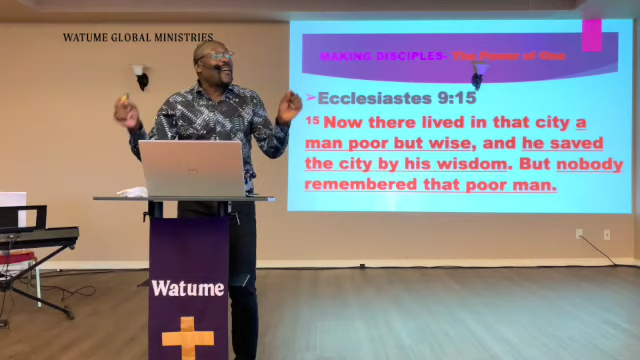 WATUME GLOBAL MINISTRIES
MAKING DISCIPLES- The Power of One
➢Ecclesiastes 9:15
15 Now there lived in that city a
man poor but wise, and he saved
the city by his wisdom. But nobody
remembered that poor man.
Watume